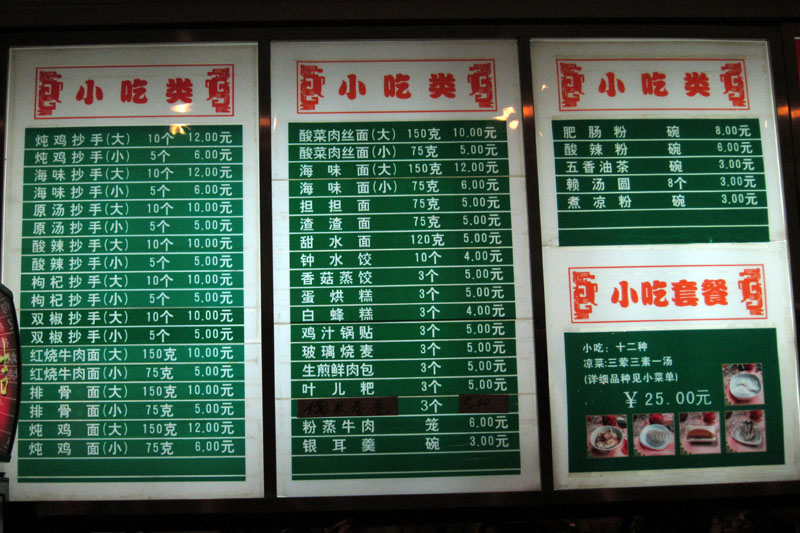 小吃类
炖鸡抄手(大) 10个 12.00元
炖鸡抄手(小) 5个 6.00元
海味抄手(大) 10个 12.00元
海味抄手(小) 5个 6.00元
原汤抄手(大) 10个 10.00元
原汤抄手(小) 5个 5.00元
酸辣抄手(大) 10个 10.00元
酸辣抄手(小) 5个 5.00元
枸杞抄手(大) 10个 10.00元
枸杞抄手(小) 5个 5.00元
双椒抄手(大) 10个 10.00元
双椒抄手(小) 5个 5.00元
红烧牛肉面(大) 150克 10.00元
红烧牛肉面(小) 75克 5.00元
排骨面(大) 150克 10.00元
排骨面(小) 75克 5.00元
炖鸡面(大) 150克 12.00元
炖鸡面(小) 75克 6.00元
小吃类
酸菜肉丝面(大) 150克 10.00元
酸菜肉丝面(小) 75克 5.00元
海味面(大) 150克 12.00元
海味面(小) 75克 6.00元
担担面 75克 5.00元
渣渣面 75克 5.00元
甜水面 120克 5.00元
钟水饺 10个 4.00元
香菇蒸饺 3个 5.00元
蛋烘糕 3个 5.00元
白蜂糕 3个 4.00元
鸡汁锅贴 3个 5.00元
玻璃烧麦 3个 5.00元
生煎鲜肉包 3个 5.00元
叶儿粑 3个 5.00元
3个
粉蒸牛肉 笼 6.00元
银耳羹 碗 3.00元
小吃类
肥肠粉 碗 8.00元
酸辣粉 碗 6.00元
五香油茶 碗 3.00元
赖汤圆 8个 3.00元
煮凉粉 碗 3.00元
小吃套餐
小吃：十二种
凉菜:三荤三素一汤
(详细品种见小菜单)
￥25.00元